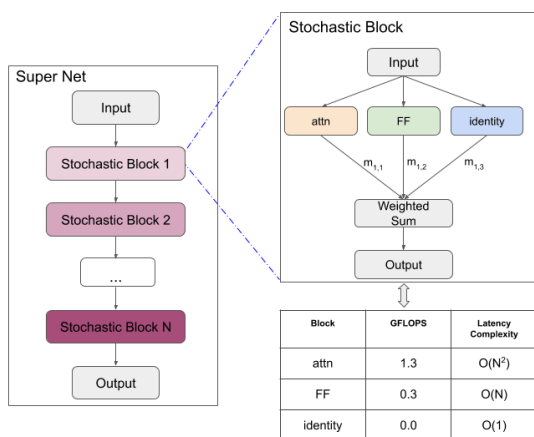 Super Net
Input
Stochastic Block 1
Stochastic Block 2
...
Stochastic Block N
Output
Stochastic Block
Input
attn FF identity
m1,1 m1,2 m1,3
Weighted
Sum
Output
Block GFLOPS Latency
Complexity
attn 1.3 O(N²)
FF 0.3 O(N)
identity 0.0 O(1)